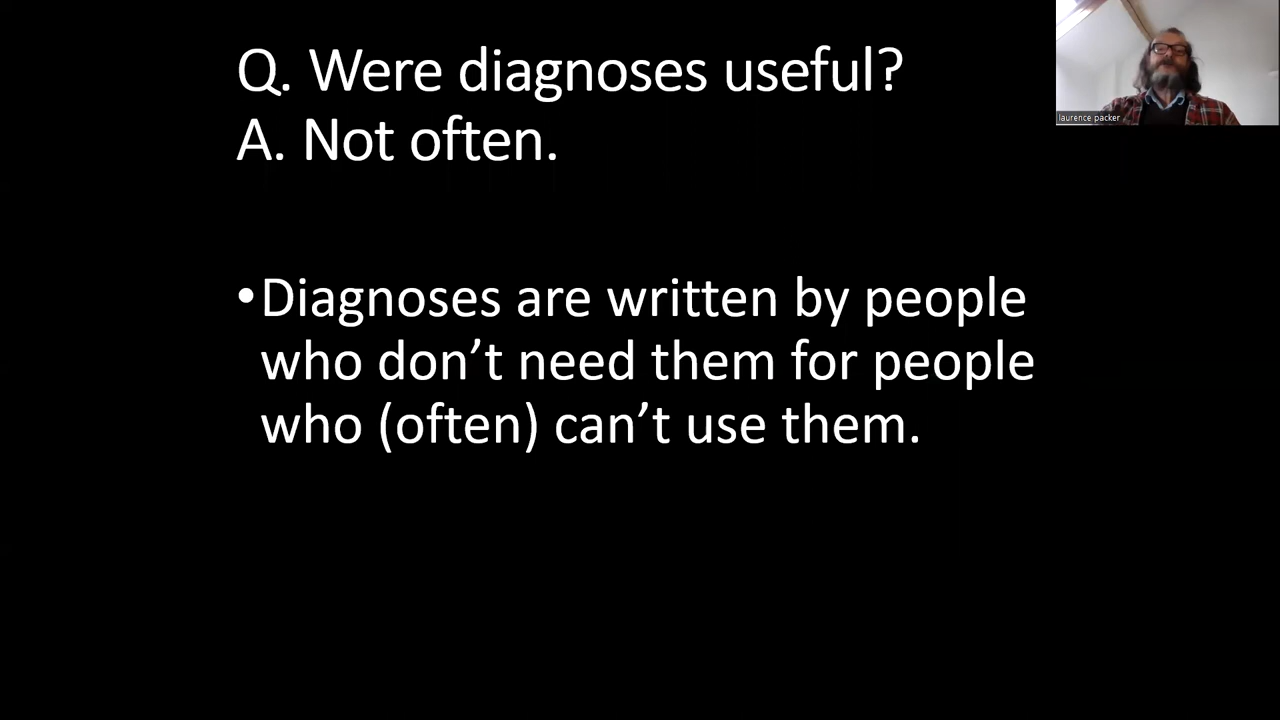 Q. Were diagnoses useful?
A. Not often.
•Diagnoses are written by people
who don’t need them for people
who (often) can’t use them.
laurence packer